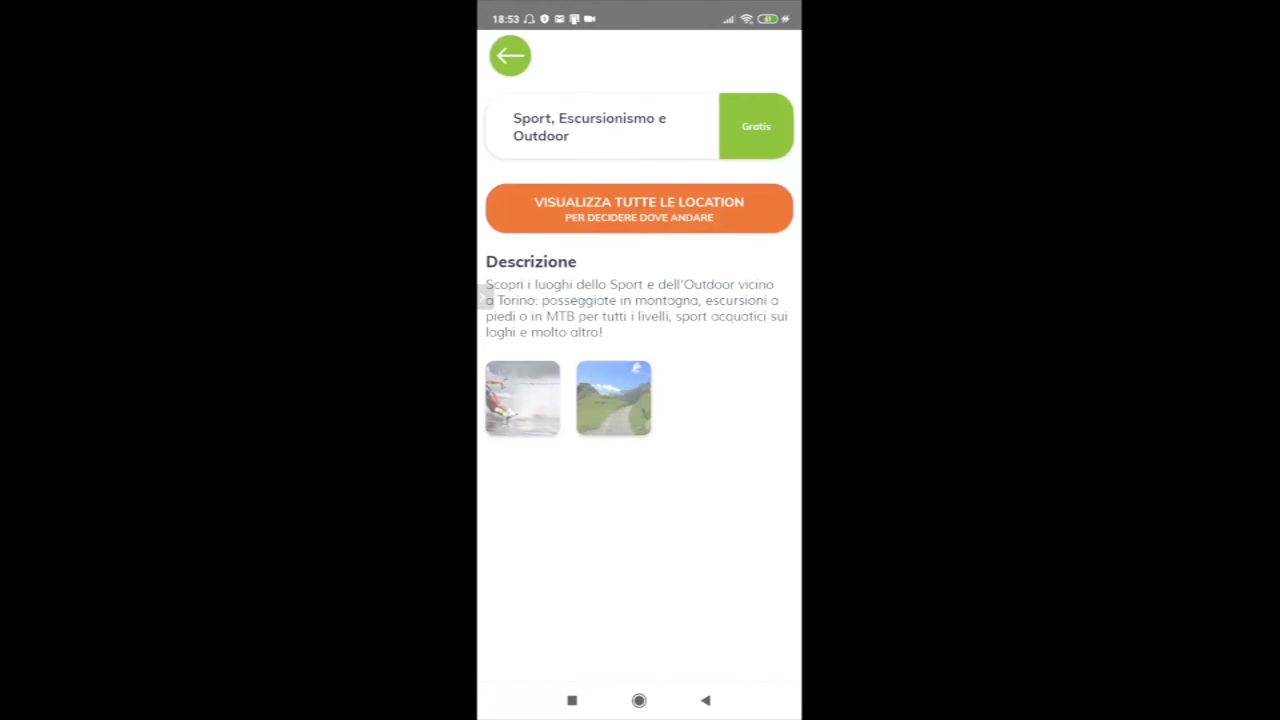 18:53
Sport, Escursionismo e
Outdoor
Gratis
VISUALIZZA TUTTE LE LOCATION
PER DECIDERE DOVE ANDARE
Descrizione
Scopri i luoghi dello Sport e dell'Outdoor vicino
a Torino: passeggiate in montagna, escursioni a
piedi o in MTB per tutti i livelli, sport acquatici sui
laghi e molto altro!